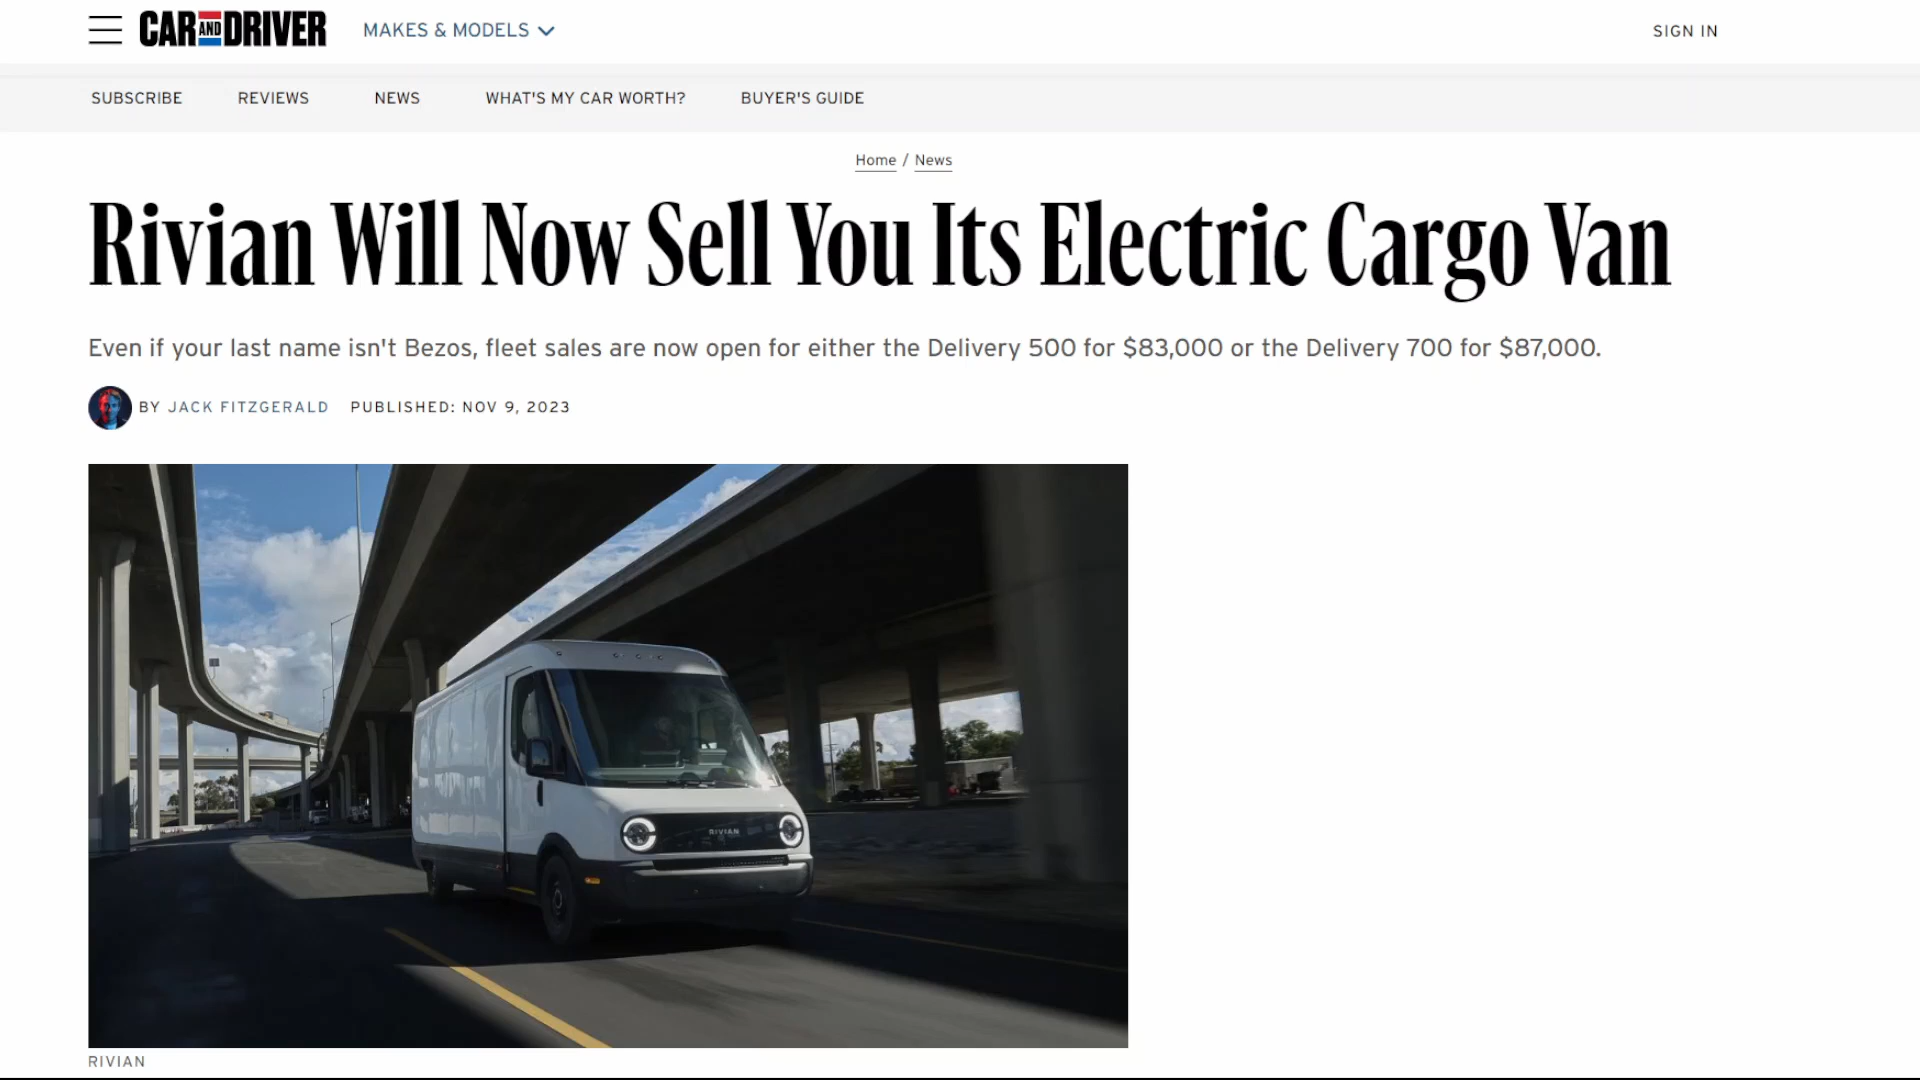 CAR AND DRIVER
MAKES & MODELS
SIGN IN
SUBSCRIBE REVIEWS NEWS WHAT'S MY CAR WORTH? BUYER'S GUIDE
Home / News
Rivian Will Now Sell You Its Electric Cargo Van
Even if your last name isn't Bezos, fleet sales are now open for either the Delivery 500 for $83,000 or the Delivery 700 for $87,000.
BY JACK FITZGERALD PUBLISHED: NOV 9, 2023
RIVIAN
RIVIAN